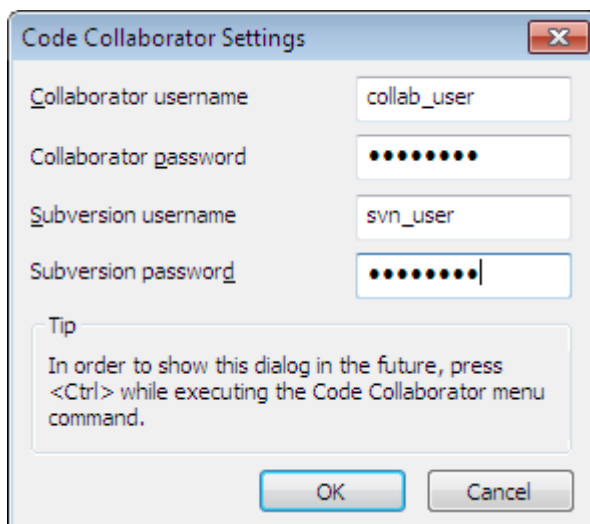 Code Collaborator Settings
Collaborator username
collab_user
Collaborator password
••••••••
Subversion username
svn_user
Subversion password
••••••••
Tip
In order to show this dialog in the future, press
<Ctrl> while executing the Code Collaborator menu
command.
OK
Cancel